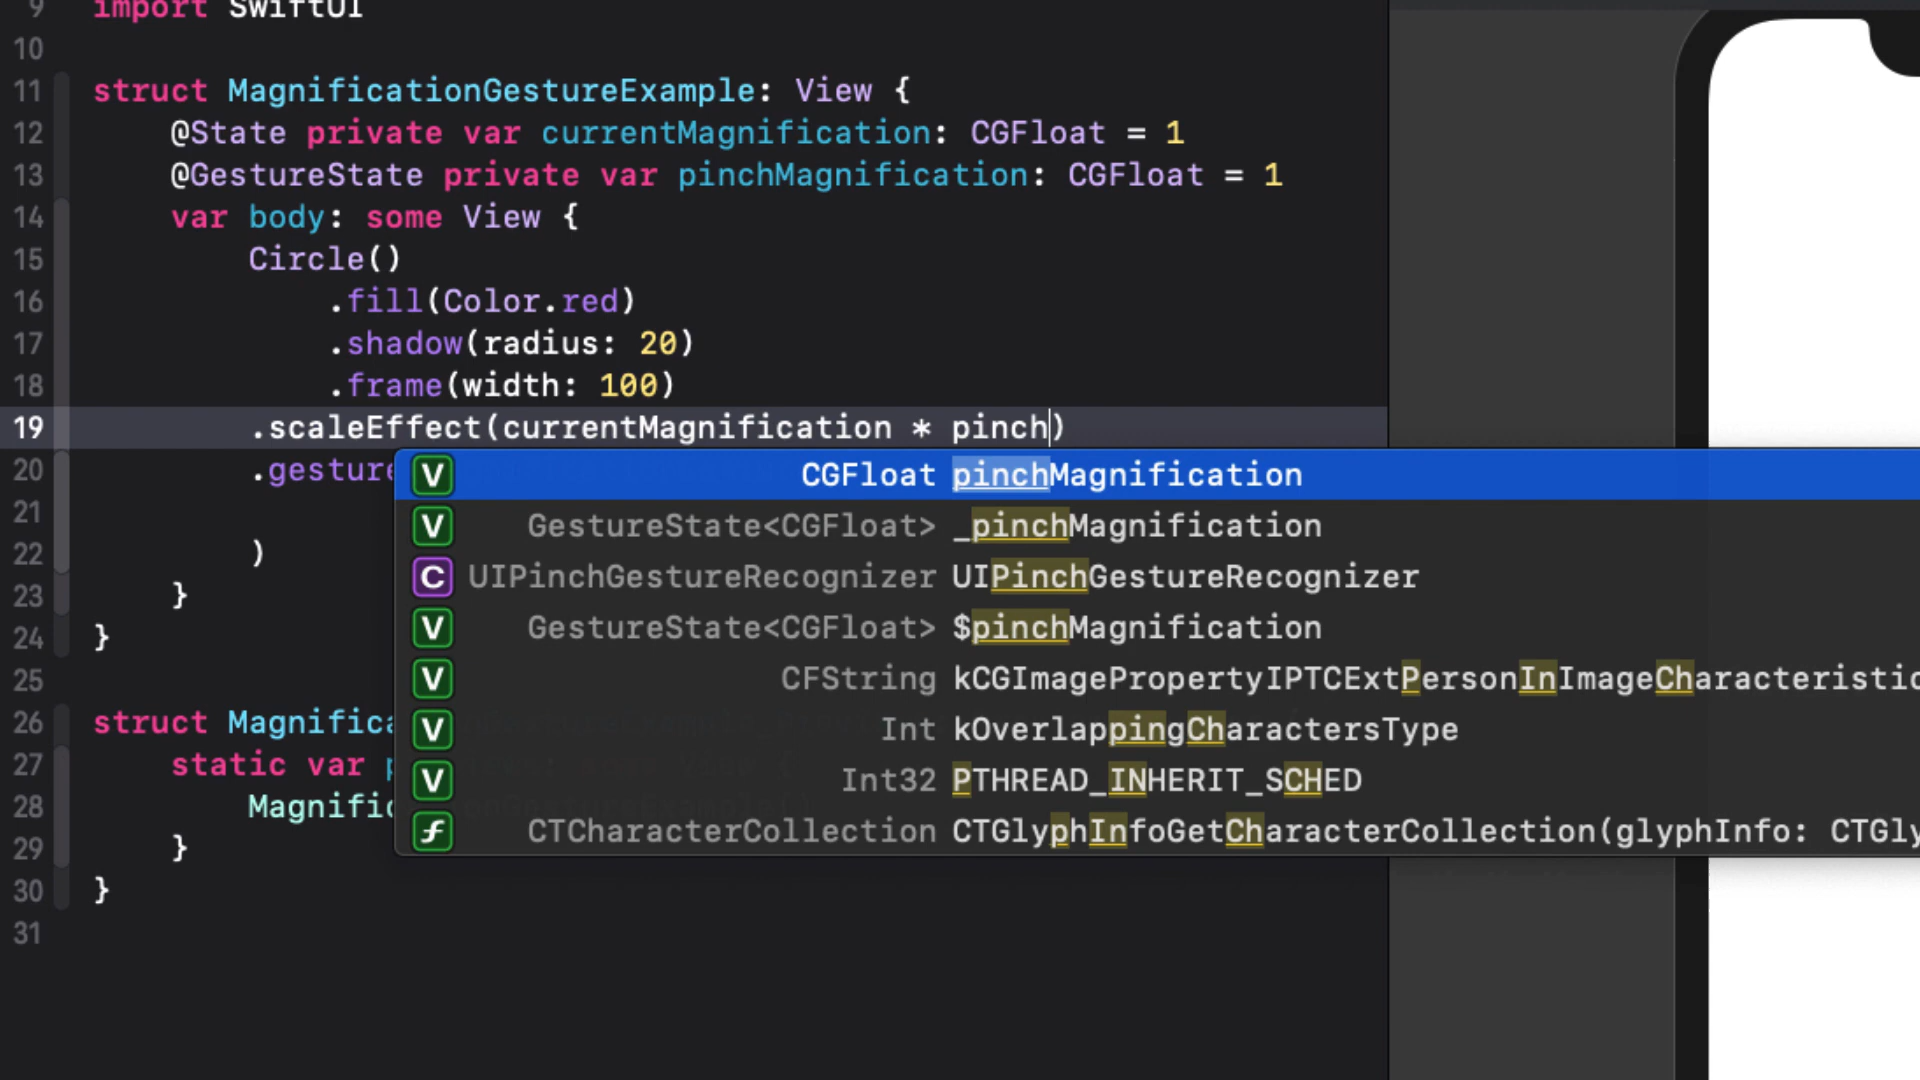 9 import SwiftUI
10
11 struct MagnificationGestureExample: View {
12 @State private var currentMagnification: CGFloat = 1
13 @GestureState private var pinchMagnification: CGFloat = 1
14 var body: some View {
15 Circle()
16 .fill(Color.red)
17 .shadow(radius: 20)
18 .frame(width: 100)
19 .scaleEffect(currentMagnification * pinch)
20 .gesture
V CGFloat pinchMagnification
21
V GestureState<CGFloat> _pinchMagnification
22 )
C UIPinchGestureRecognizer UIPinchGestureRecognizer
23 }
V GestureState<CGFloat> $pinchMagnification
24 }
25
V CFString kCGImagePropertyIPTCExtPersonInImageCharacteristic
26 struct Magnifica
V Int kOverlappingCharactersType
27 static var p
V Int32 PTHREAD_INHERIT_SCHED
28 Magnific
f CTCharacterCollection CTGlyphInfoGetCharacterCollection(glyphInfo: CTGly
29 }
30 }
31